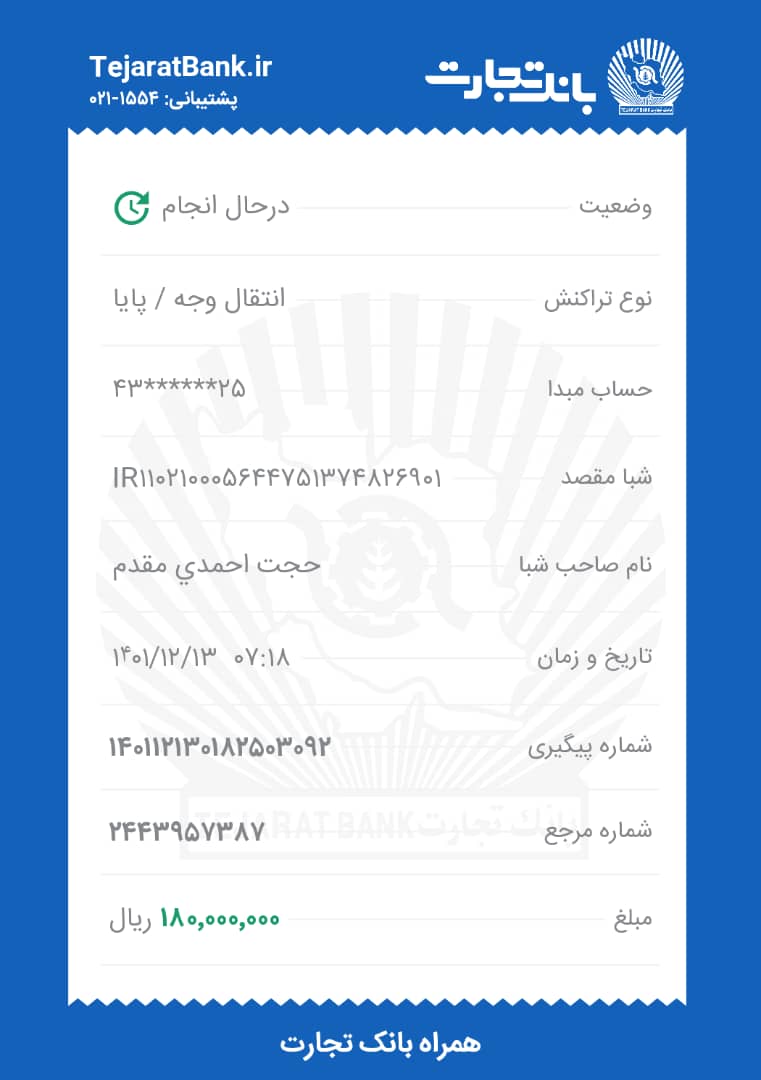 بانک تجارت
TejaratBank.ir
پشتیبانی: ۱۵۵۴-۰۲۱
وضعیت درحال انجام
نوع تراکنش انتقال وجه / پایا
حساب مبدا ۴۳******۲۵
شبا مقصد IR۱۱۰۲۱۰۰۰۵۶۴۴۷۵۱۳۷۴۸۲۶۹۰۱
نام صاحب شبا حجت احمدي مقدم
تاریخ و زمان ۱۴۰۱/۱۲/۱۳ ۰۷:۱۸
شماره پیگیری ۱۴۰۱۱۲۱۳۰۱۸۲۵۰۳۰۹۲
شماره مرجع ۲۴۴۳۹۵۷۳۸۷
TEJARAT BANK بانک تجارت
مبلغ ۱۸۰,۰۰۰,۰۰۰ ریال
همراه بانک تجارت